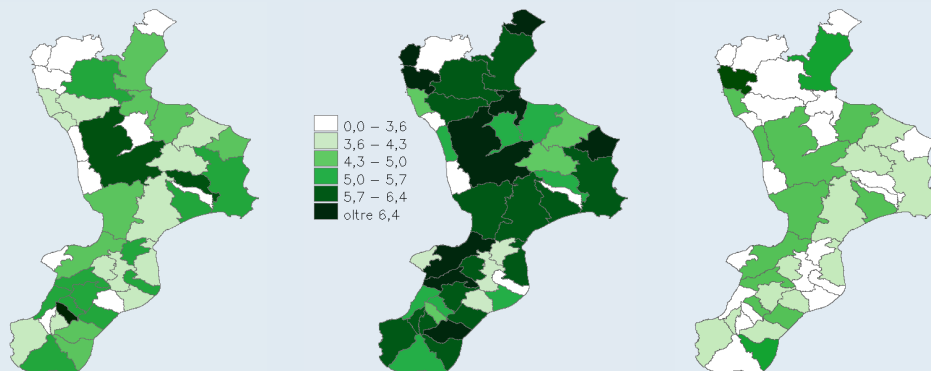 0,0 – 3,6
3,6 – 4,3
4,3 – 5,0
5,0 – 5,7
5,7 – 6,4
oltre 6,4